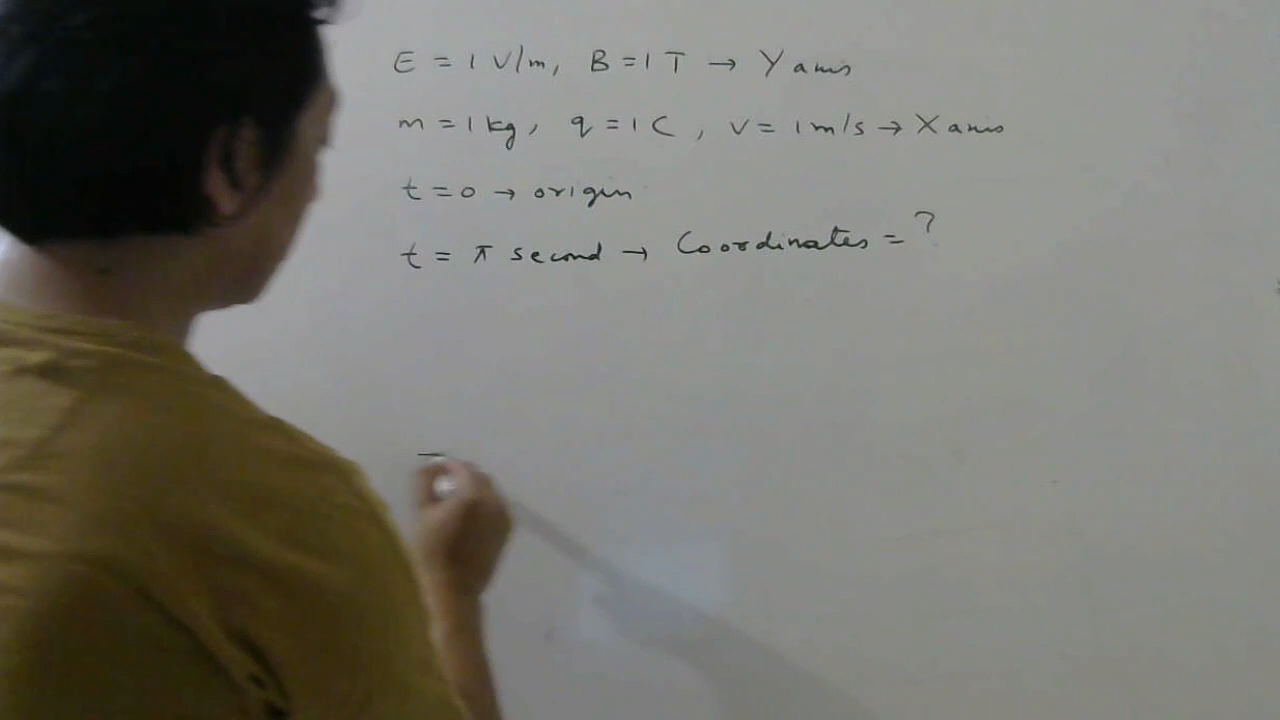 E = 1 V/m, B = 1 T → Y axis
m = 1 kg, q = 1 C, v = 1 m/s → X axis
t = 0 → origin
t = π second → Coordinates = ?